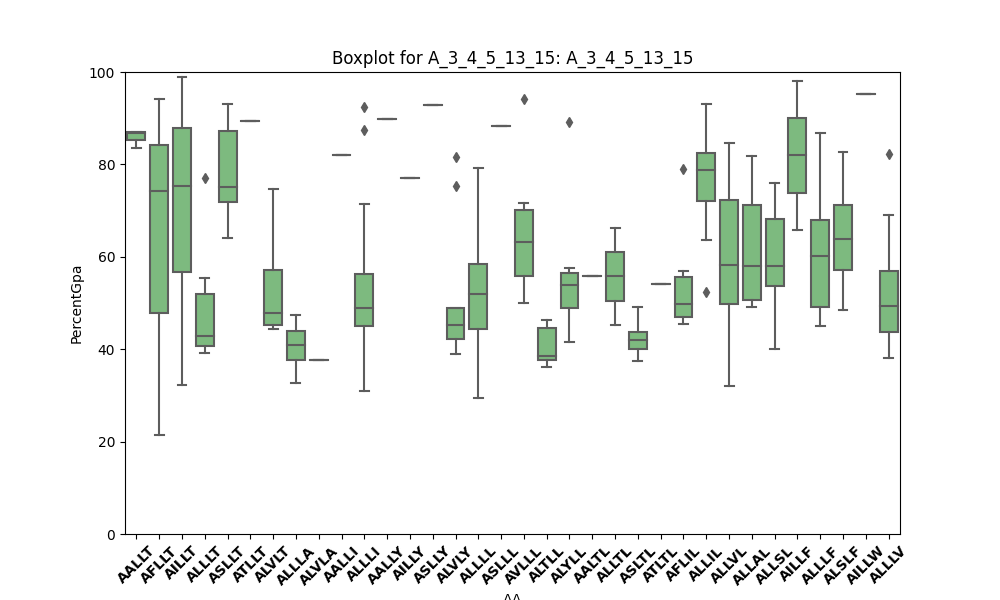 Boxplot for A_3_4_5_13_15: A_3_4_5_13_15
PercentGpa
100
80
60
40
20
0
AALLT
AFLLT
AILLT
ALLLT
ASLLT
ATLLT
ALVLT
ALLLA
ALVLA
AALLI
ALLLI
AALLY
AILLY
ASLLY
ALVLY
ALLLL
ASLLL
AVLLL
ALTLL
ALYLL
AALTL
ALLTL
ASLTL
ATLTL
AFLIL
ALLIL
ALLVL
ALLAL
ALLSL
AILLF
ALLLF
ALSLF
AILLW
ALLLV
AA